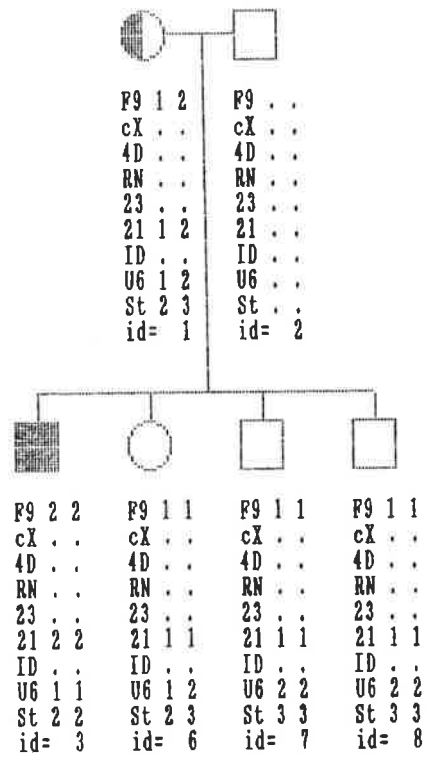 F9 1 2
cX . .
4D . .
RN . .
23 . .
21 1 2
ID . .
U6 1 2
St 2 3
id= 1
F9 . .
cX . .
4D . .
RN . .
23 . .
21 . .
ID . .
U6 . .
St . .
id= 2
F9 2 2
cX . .
4D . .
RN . .
23 . .
21 2 2
ID . .
U6 1 1
St 2 2
id= 3
F9 1 1
cX . .
4D . .
RN . .
23 . .
21 1 1
ID . .
U6 1 2
St 2 3
id= 6
F9 1 1
cX . .
4D . .
RN . .
23 . .
21 1 1
ID . .
U6 2 2
St 3 3
id= 7
F9 1 1
cX . .
4D . .
RN . .
23 . .
21 1 1
ID . .
U6 2 2
St 3 3
id= 8